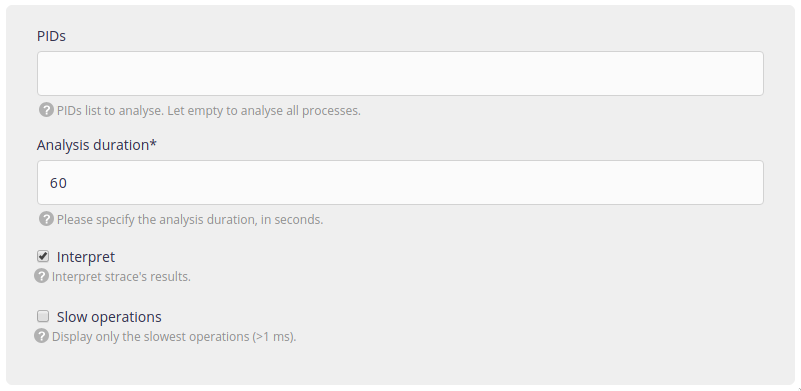 PIDs
? PIDs list to analyse. Let empty to analyse all processes.
Analysis duration*
60
? Please specify the analysis duration, in seconds.
Interpret
? Interpret strace's results.
Slow operations
? Display only the slowest operations (>1 ms).